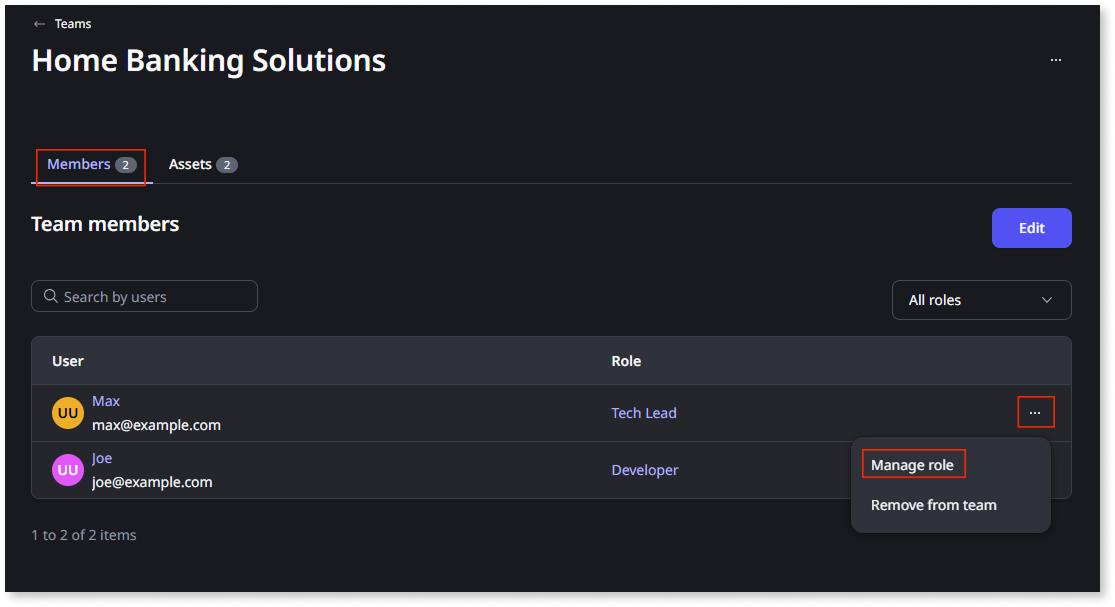 ← Teams
Home Banking Solutions
...
Members 2 Assets 2
Team members
Edit
Search by users
All roles
User Role
UU Max
max@example.com
Tech Lead
...
UU Joe
joe@example.com
Developer
Manage role
Remove from team
1 to 2 of 2 items